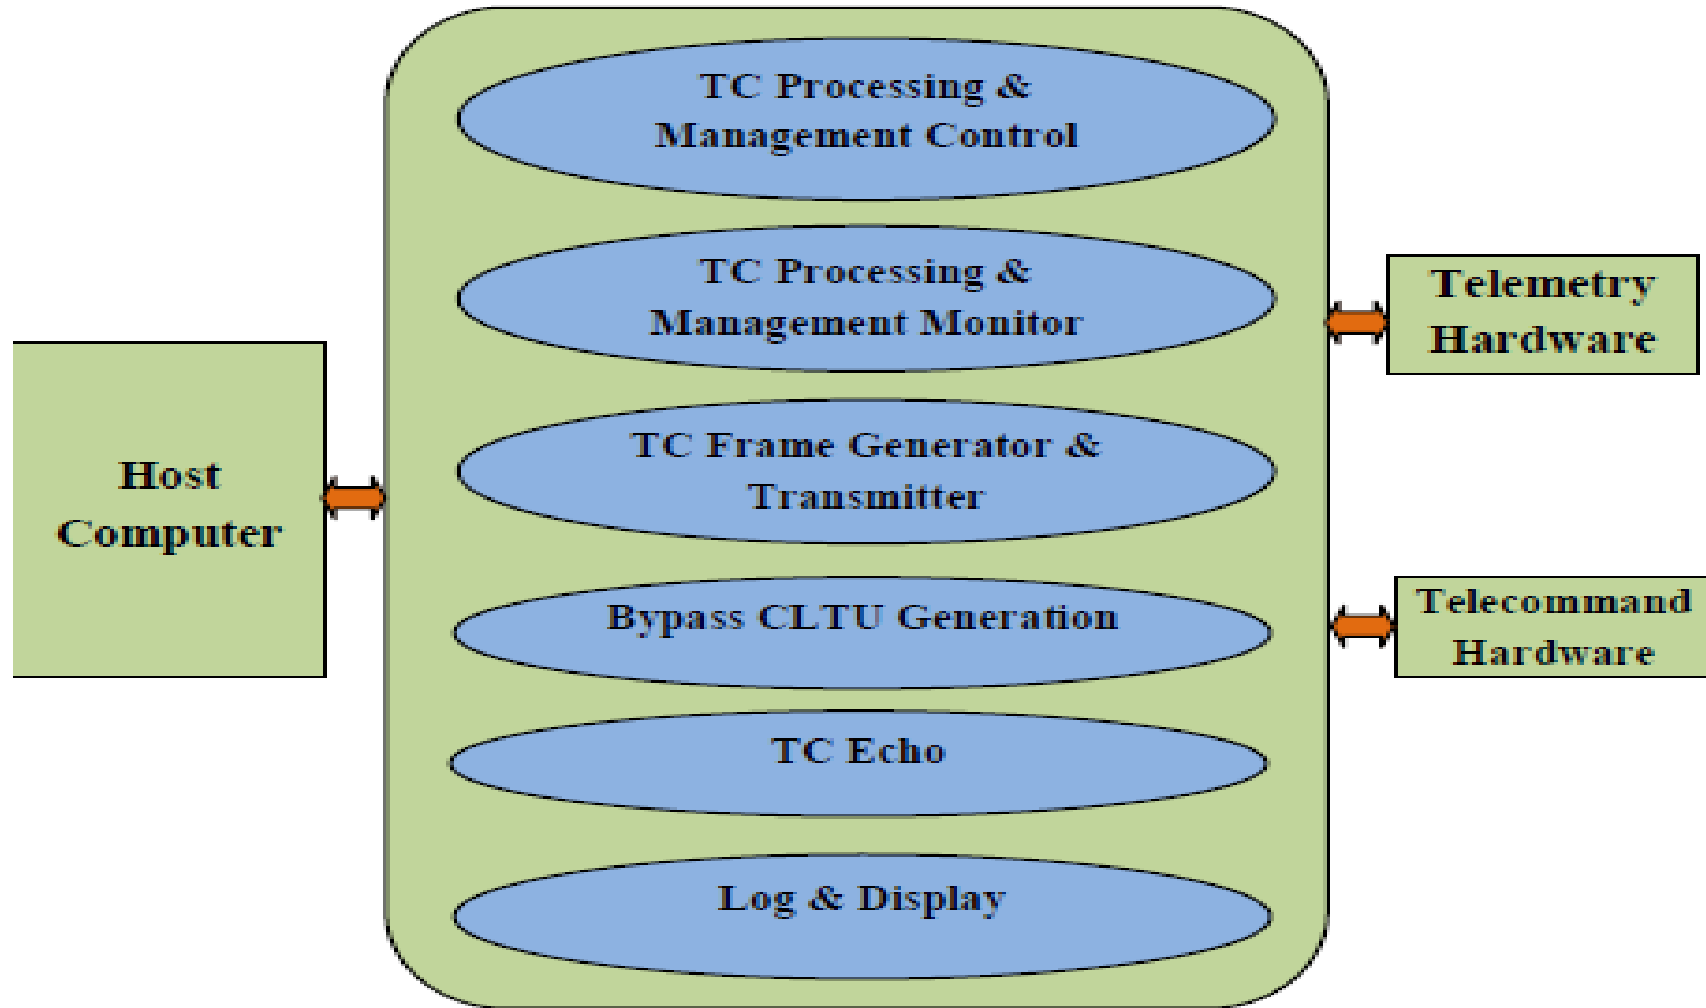 TC Processing &
Management Control
TC Processing &
Management Monitor
TC Frame Generator &
Transmitter
Bypass CLTU Generation
TC Echo
Log & Display
Host
Computer
Telemetry
Hardware
Telecommand
Hardware